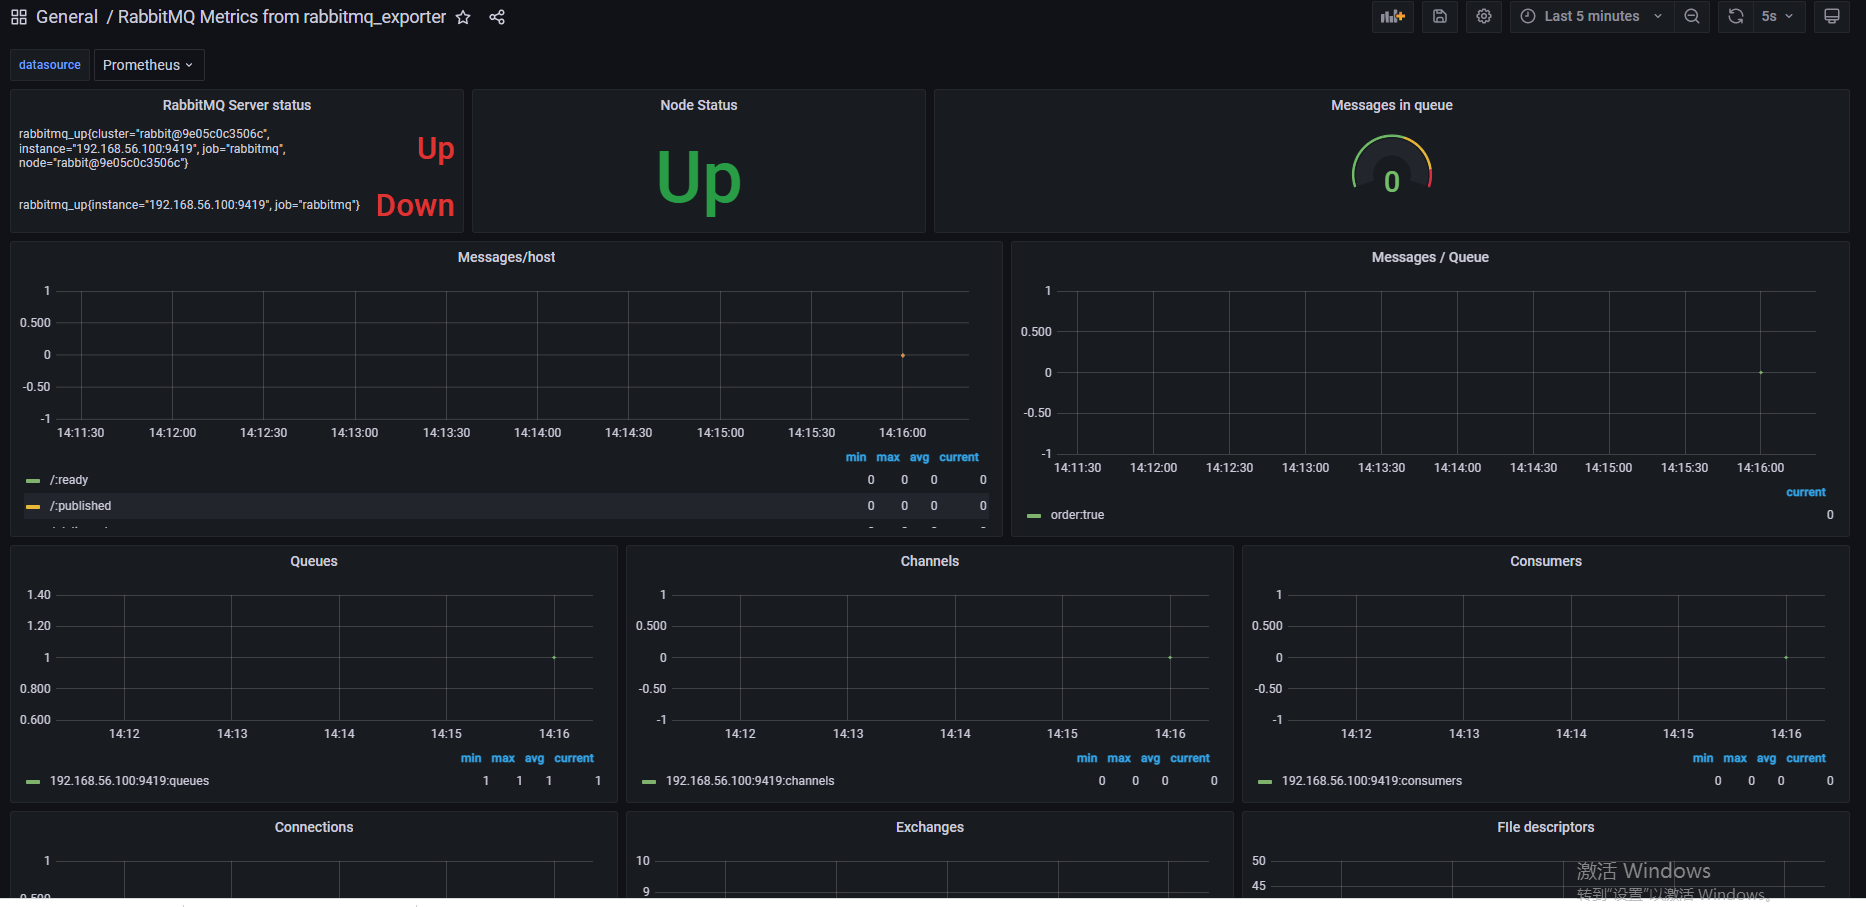 General / RabbitMQ Metrics from rabbitmq_exporter
Last 5 minutes
5s
datasource
Prometheus
RabbitMQ Server status
rabbitmq_up{cluster="rabbit@9e05c0c3506c",
instance="192.168.56.100:9419", job="rabbitmq",
node="rabbit@9e05c0c3506c"}
Up
rabbitmq_up{instance="192.168.56.100:9419", job="rabbitmq"}
Down
Node Status
Up
Messages in queue
0
Messages/host
1
0.500
0
-0.50
-1
14:11:30 14:12:00 14:12:30 14:13:00 14:13:30 14:14:00 14:14:30 14:15:00 14:15:30 14:16:00
min max avg current
/:ready 0 0 0 0
/:published 0 0 0 0
Messages / Queue
1
0.500
0
-0.50
-1
14:11:30 14:12:00 14:12:30 14:13:00 14:13:30 14:14:00 14:14:30 14:15:00 14:15:30 14:16:00
current
order:true 0
Queues
1.40
1.20
1
0.800
0.600
14:12 14:13 14:14 14:15 14:16
min max avg current
192.168.56.100:9419:queues 1 1 1 1
Channels
1
0.500
0
-0.50
-1
14:12 14:13 14:14 14:15 14:16
min max avg current
192.168.56.100:9419:channels 0 0 0 0
Consumers
1
0.500
0
-0.50
-1
14:12 14:13 14:14 14:15 14:16
min max avg current
192.168.56.100:9419:consumers 0 0 0 0
Connections
1
0.500
Exchanges
10
9
FIle descriptors
50
45
激活 Windows
转到"设置"以激活 Windows。